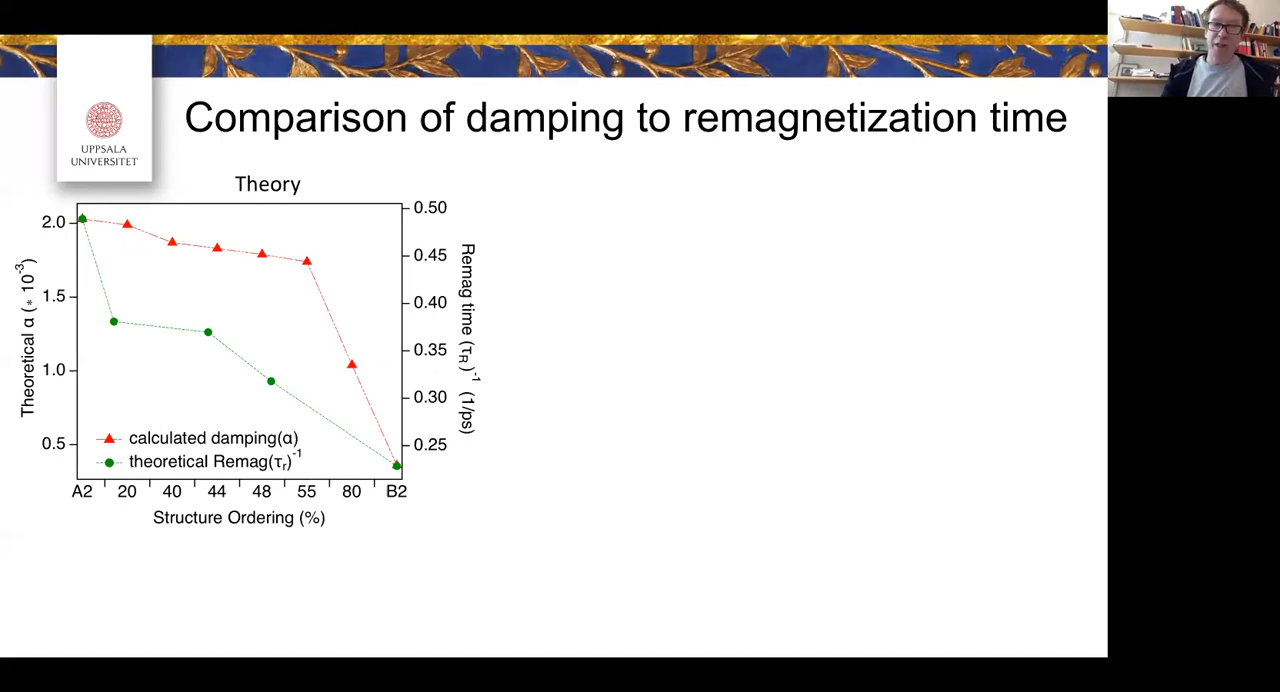 UPPSALA
UNIVERSITET
Comparison of damping to remagnetization time
Theory
Theoretical α (* 10⁻³)
2.0
1.5
1.0
0.5
0.50
0.45
0.40
0.35
0.30
0.25
Remag time (τ_R)⁻¹ (1/ps)
calculated damping(α)
theoretical Remag(τᵣ)⁻¹
A2 20 40 44 48 55 80 B2
Structure Ordering (%)